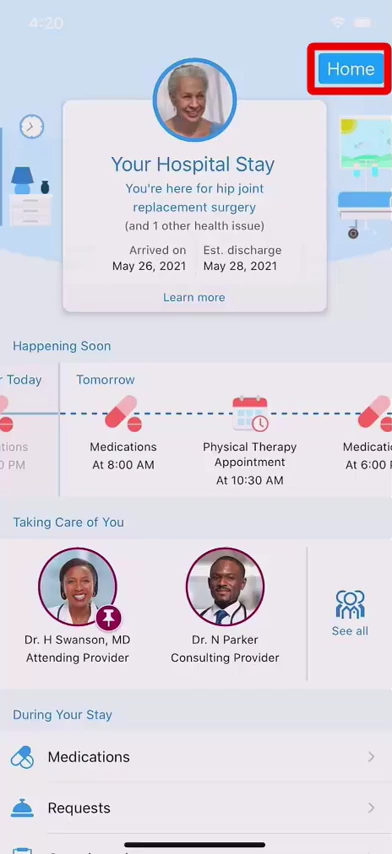 4:20
Home
Your Hospital Stay
You're here for hip joint
replacement surgery
(and 1 other health issue)
Arrived on
May 26, 2021
Est. discharge
May 28, 2021
Learn more
Happening Soon
Today
Tomorrow
Medications
At 8:00 AM
Physical Therapy
Appointment
At 10:30 AM
At 6:00
Taking Care of You
Dr. H Swanson, MD
Attending Provider
Dr. N Parker
Consulting Provider
See all
During Your Stay
Medications
Requests